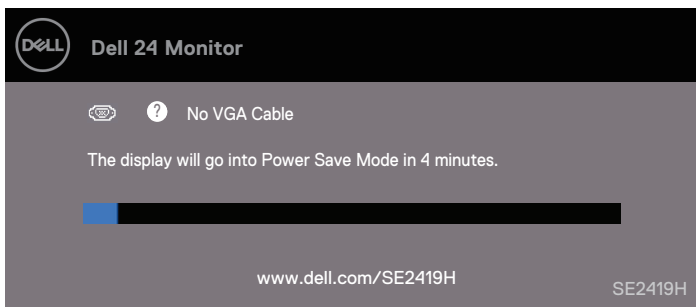 DELL
Dell 24 Monitor
? No VGA Cable
The display will go into Power Save Mode in 4 minutes.
www.dell.com/SE2419H
SE2419H